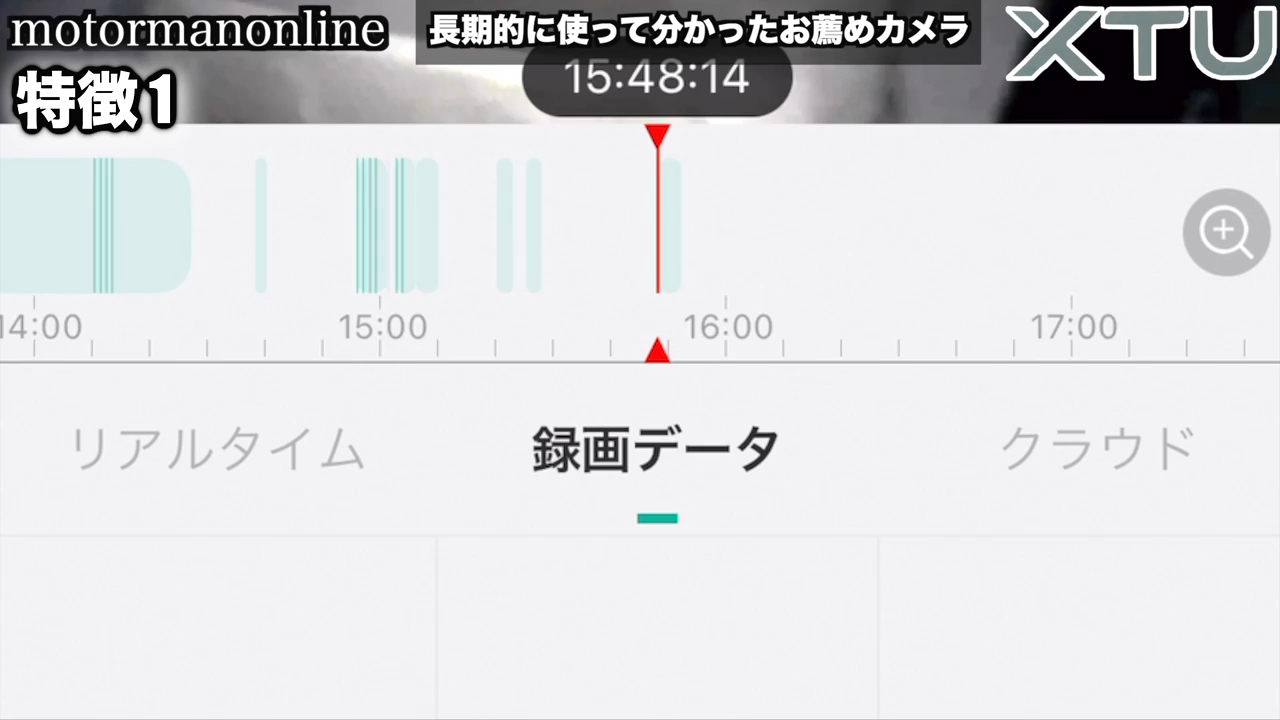 motormanonline
長期的に使って分かったお薦めカメラ
XTU
特徴1
15:48:14
14:00
15:00
16:00
17:00
リアルタイム
録画データ
クラウド